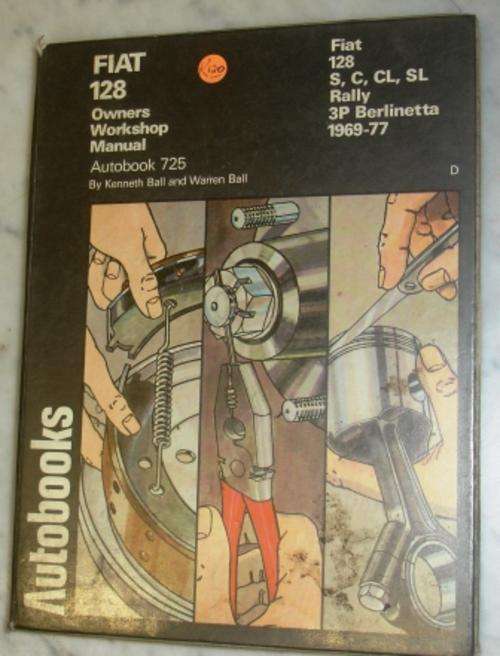 FIAT
128
Owners
Workshop
Manual
Autobook 725
By Kenneth Ball and Warren Ball
Fiat
128
S, C, CL, SL
Rally
3P Berlinetta
1969-77
D
Autobooks